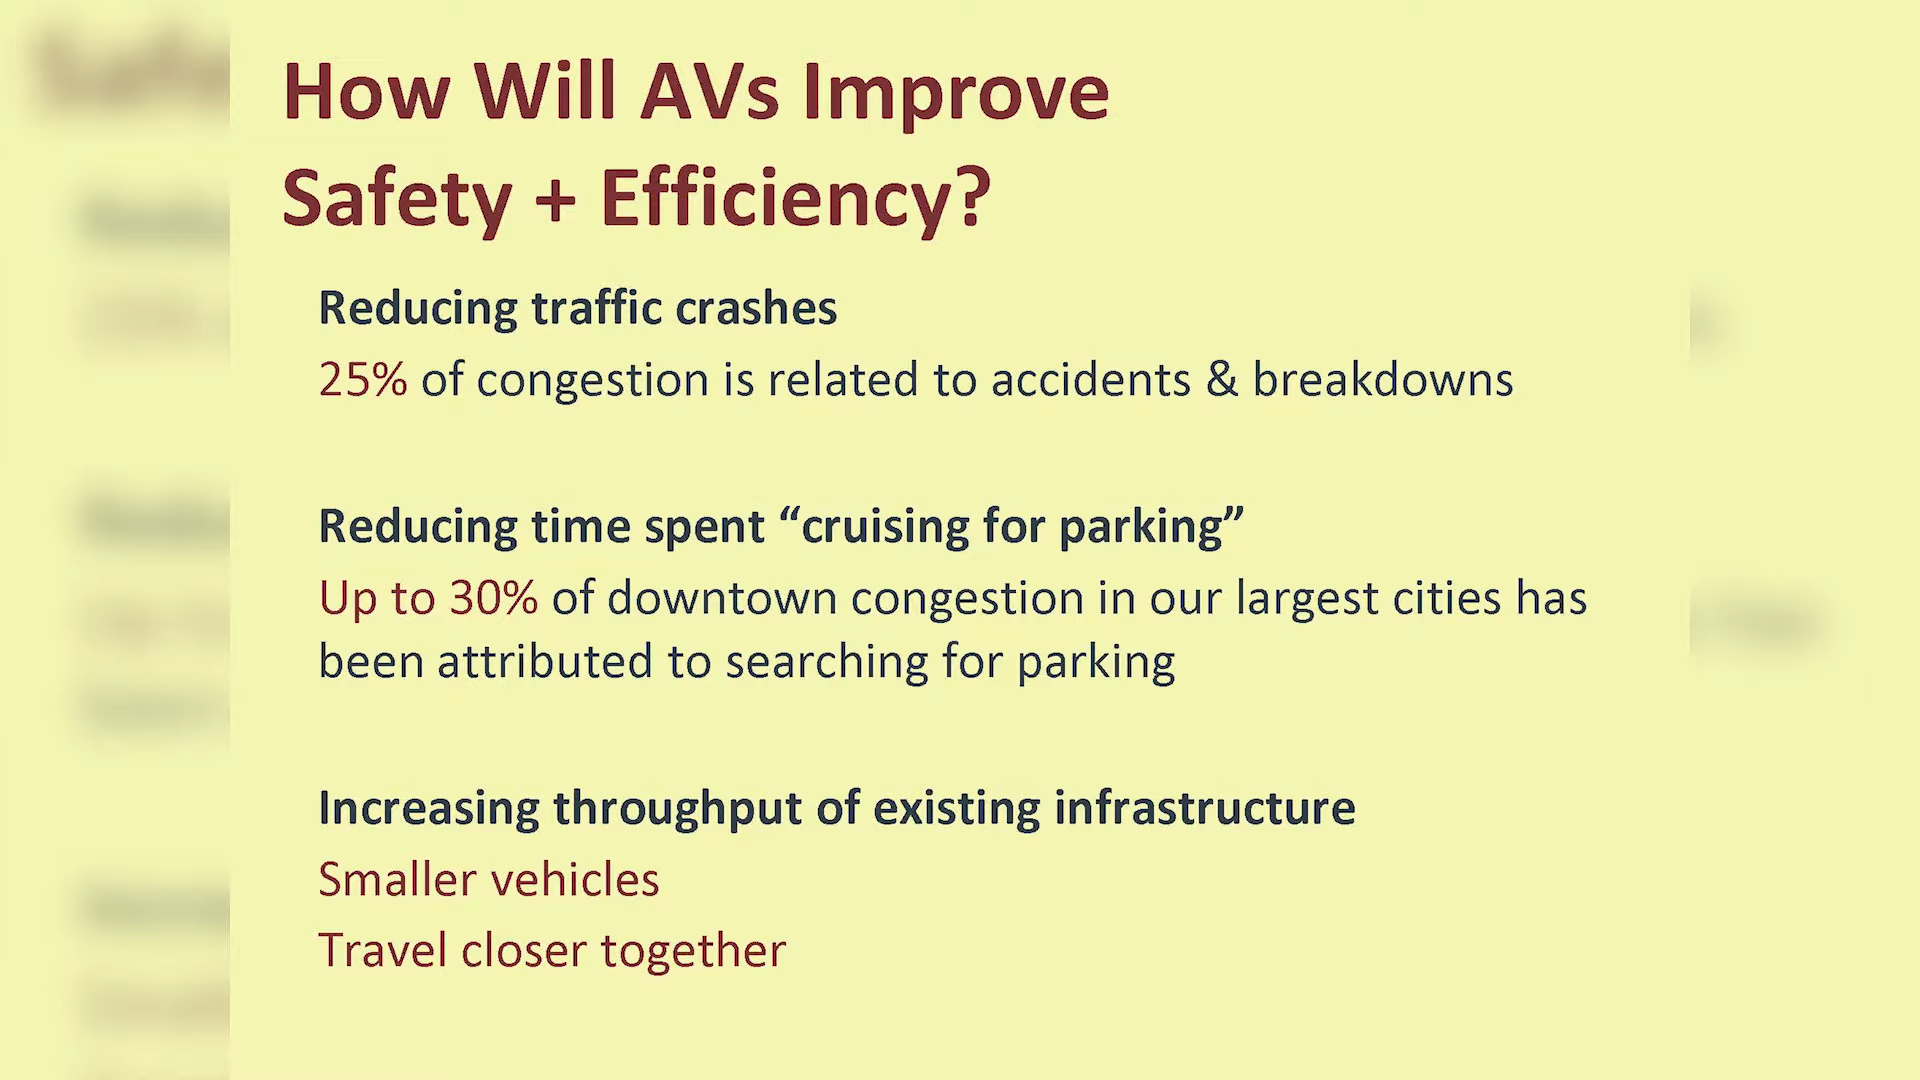 How Will AVs Improve
Safety + Efficiency?
Reducing traffic crashes
25% of congestion is related to accidents & breakdowns
Reducing time spent “cruising for parking”
Up to 30% of downtown congestion in our largest cities has
been attributed to searching for parking
Increasing throughput of existing infrastructure
Smaller vehicles
Travel closer together